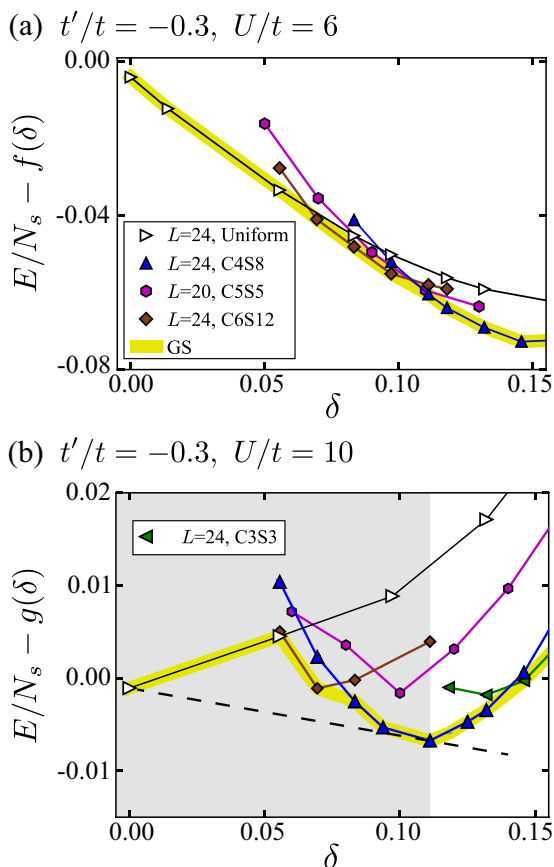 (a) t′/t = −0.3, U/t = 6
E/Ns − f(δ)
0.00
-0.04
-0.08
L=24, Uniform
L=24, C4S8
L=20, C5S5
L=24, C6S12
GS
0.00 0.05 0.10 0.15
δ
(b) t′/t = −0.3, U/t = 10
E/Ns − g(δ)
0.02
0.01
0.00
-0.01
L=24, C3S3
0.00 0.05 0.10 0.15
δ